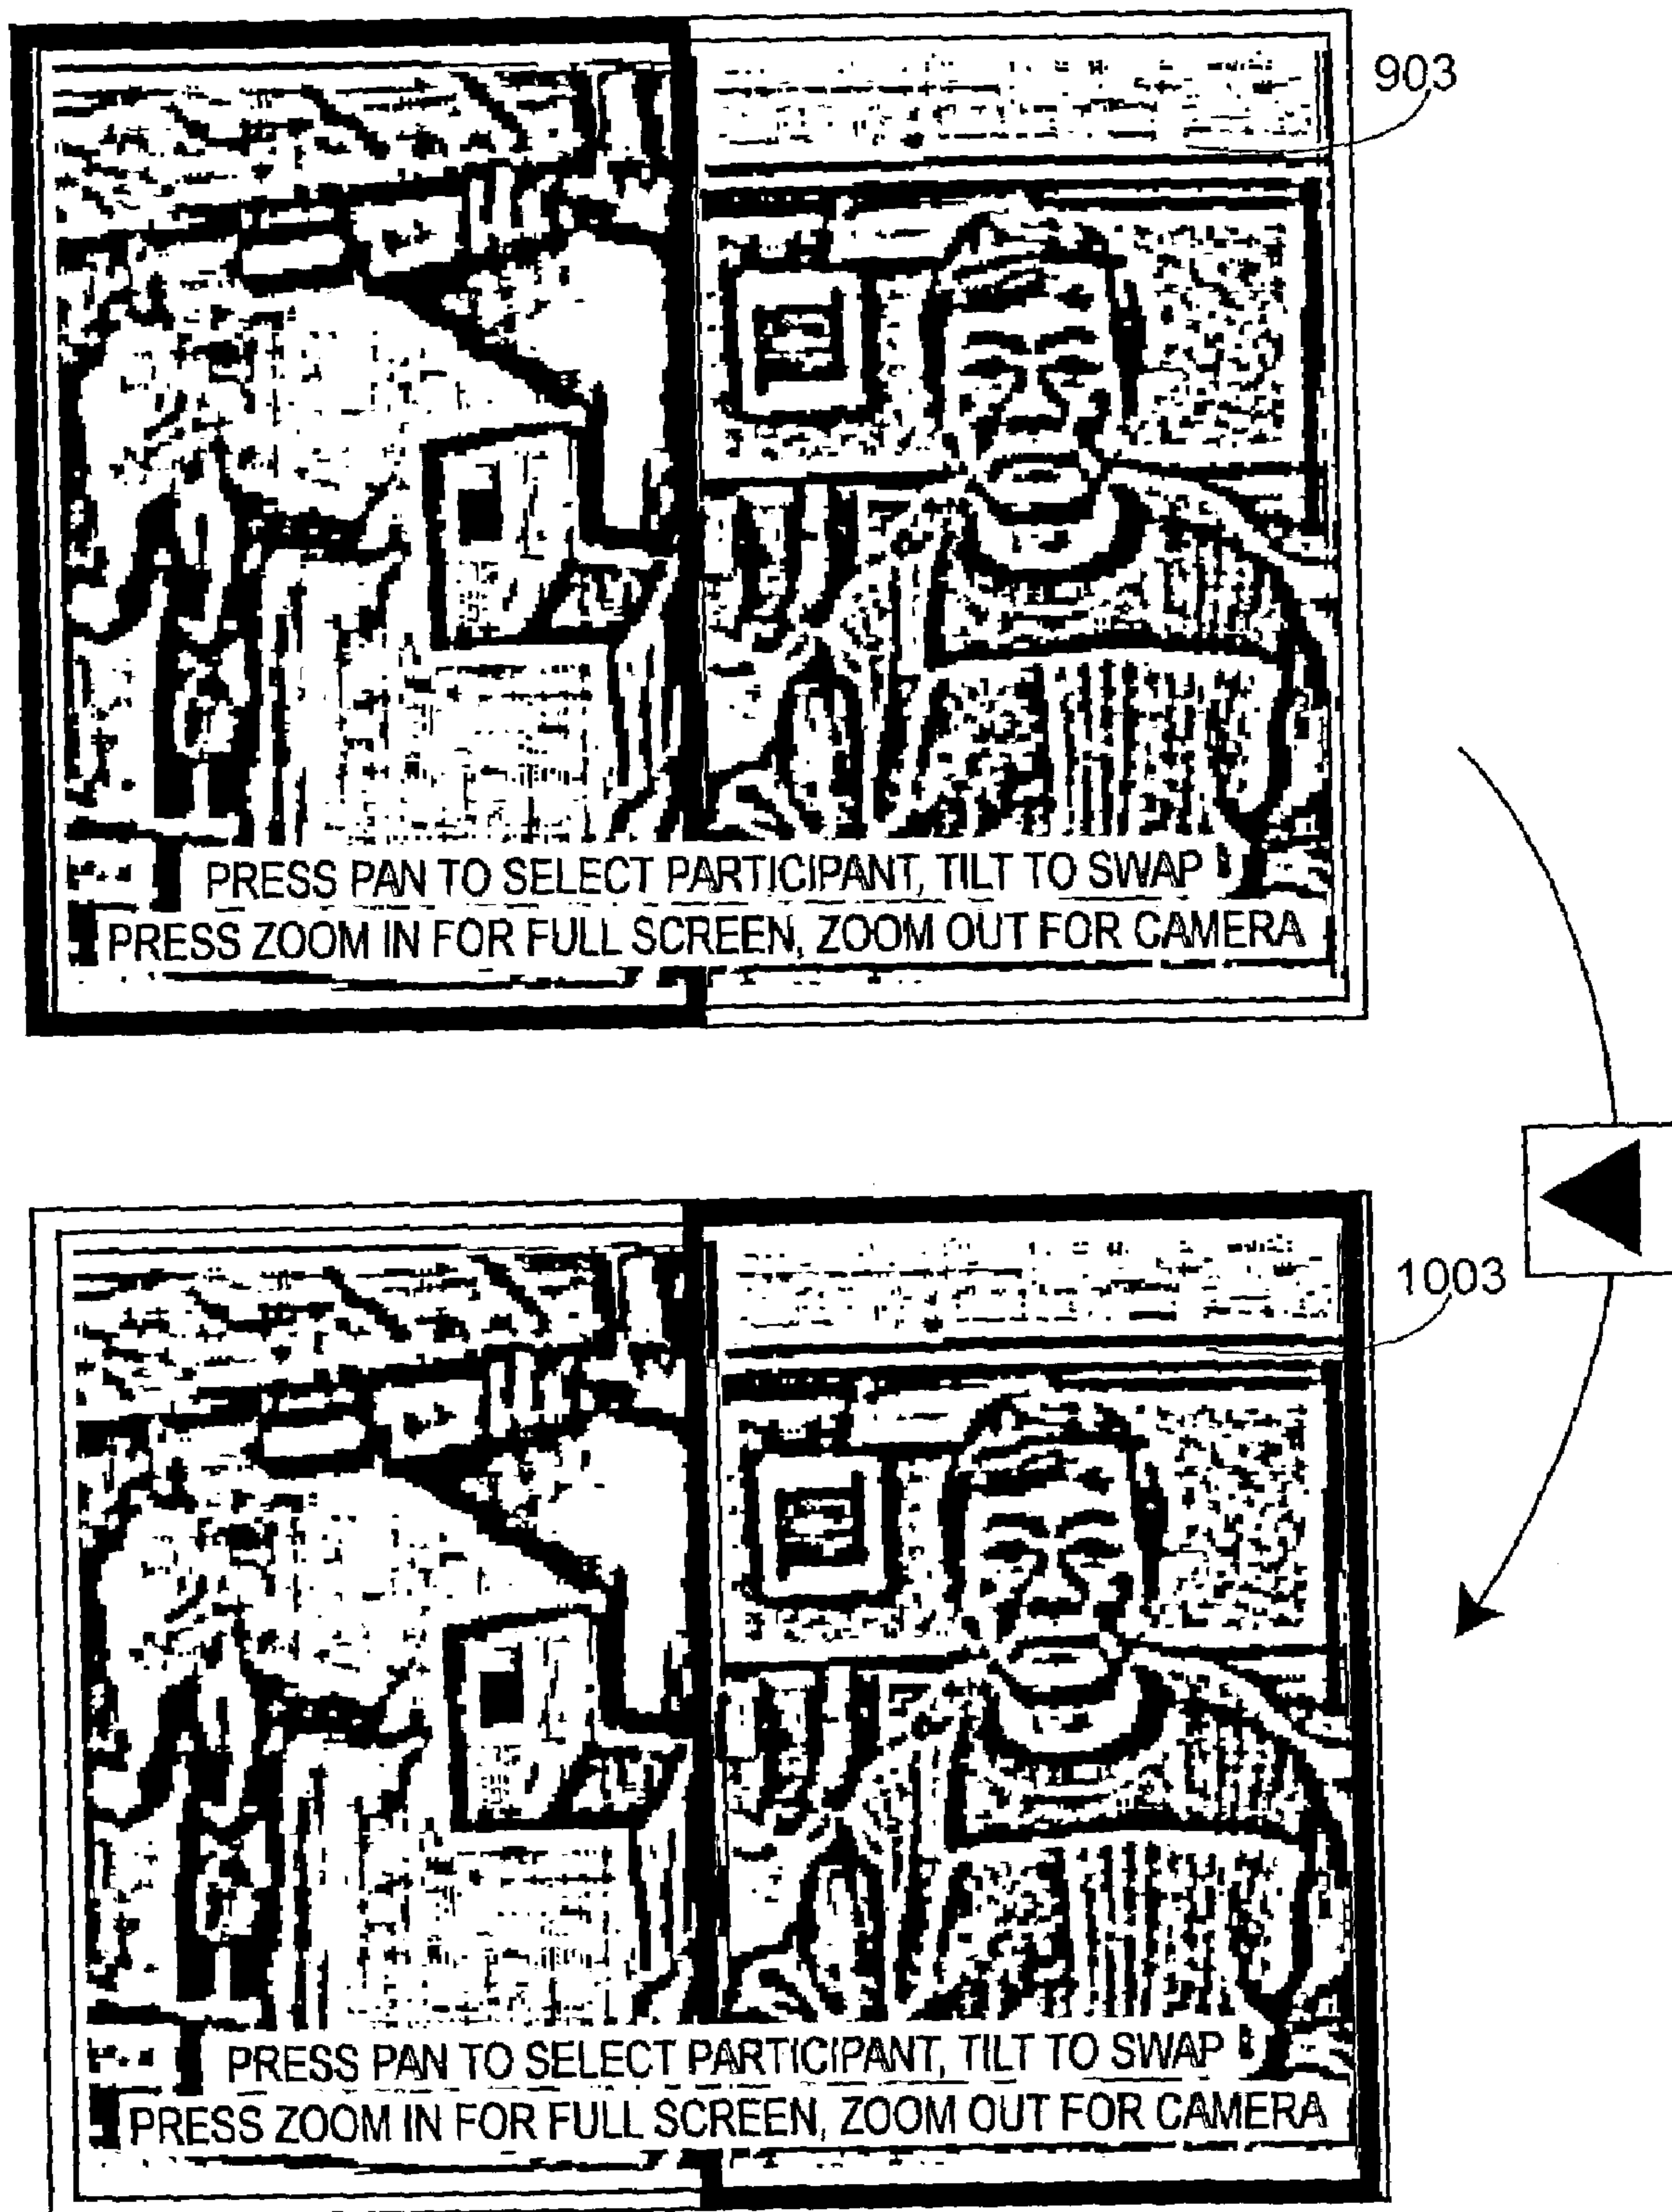 903
PRESS PAN TO SELECT PARTICIPANT, TILT TO SWAP
PRESS ZOOM IN FOR FULL SCREEN, ZOOM OUT FOR CAMERA
1003
PRESS PAN TO SELECT PARTICIPANT, TILT TO SWAP
PRESS ZOOM IN FOR FULL SCREEN, ZOOM OUT FOR CAMERA